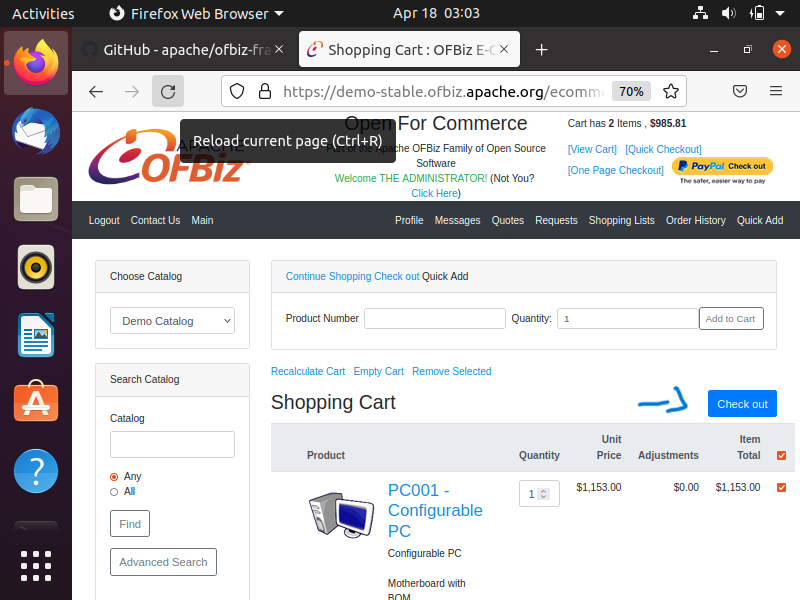 Activities
Firefox Web Browser
Apr 18 03:03
GitHub - apache/ofbiz-fra
Shopping Cart : OFBiz E-C
https://demo-stable.ofbiz.apache.org/ecomme
70%
Reload current page (Ctrl+R)
OFBiz
Open For Commerce
Part of the Apache OFBiz Family of Open Source
Software
Welcome THE ADMINISTRATOR! (Not You?
Click Here)
Cart has 2 Items , $985.81
[View Cart] [Quick Checkout]
[One Page Checkout]
PayPal Check out
The safer, easier way to pay
Logout Contact Us Main
Profile Messages Quotes Requests Shopping Lists Order History Quick Add
Choose Catalog
Demo Catalog
Search Catalog
Catalog
Any
All
Find
Advanced Search
Continue Shopping Check out Quick Add
Product Number
Quantity: 1
Add to Cart
Recalculate Cart Empty Cart Remove Selected
Shopping Cart
Check out
Product Quantity Unit Price Adjustments Item Total
PC001 -
Configurable
PC
1 $1,153.00 $0.00 $1,153.00
Configurable PC
Motherboard with
BOM
?